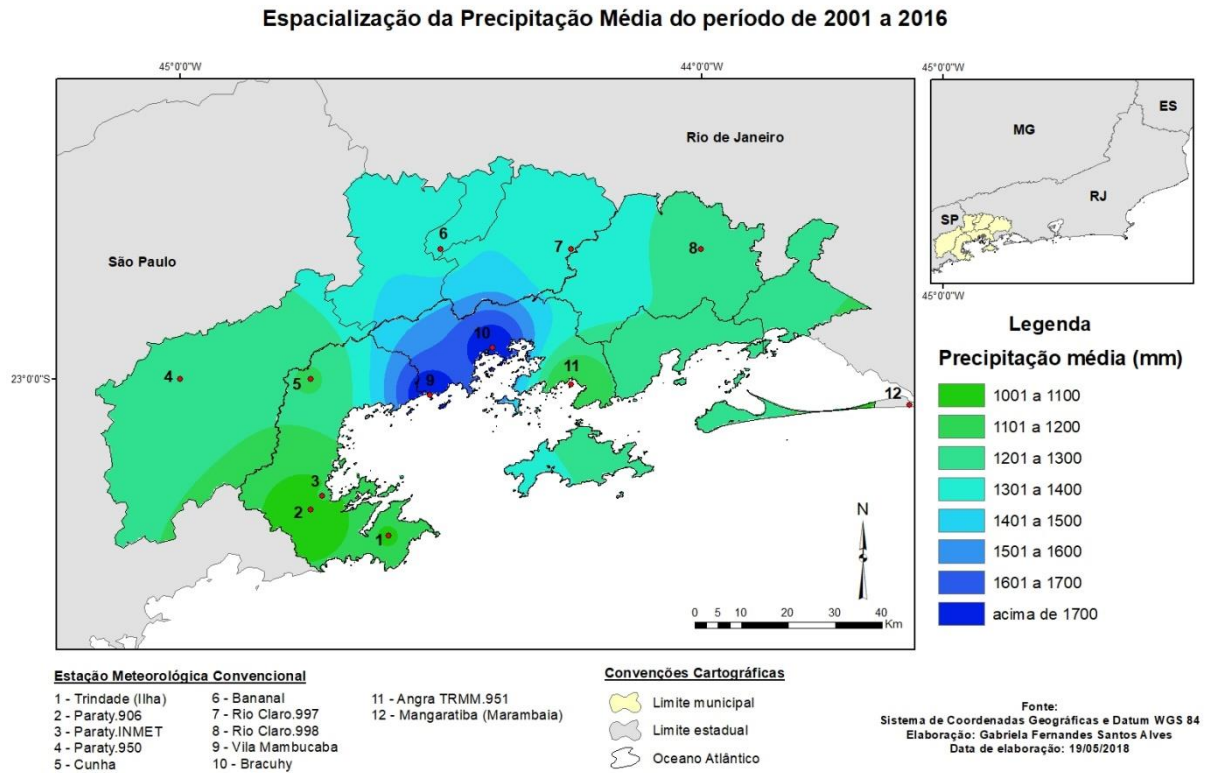 Espacialização da Precipitação Média do período de 2001 a 2016
45°0'0"W
44°0'0"W
23°0'0"S
São Paulo
Rio de Janeiro
6
7
8
10
4
5
11
9
12
3
2
1
N
0 5 10 20 30 40
Km
45°0'0"W
ES
MG
RJ
SP
45°0'0"W
Legenda
Precipitação média (mm)
1001 a 1100
1101 a 1200
1201 a 1300
1301 a 1400
1401 a 1500
1501 a 1600
1601 a 1700
acima de 1700
Estação Meteorológica Convencional
1 - Trindade (Ilha)
2 - Paraty.906
3 - Paraty.INMET
4 - Paraty.950
5 - Cunha
6 - Bananal
7 - Rio Claro.997
8 - Rio Claro.998
9 - Vila Mambucaba
10 - Bracuhy
11 - Angra TRMM.951
12 - Mangaratiba (Marambaia)
Convenções Cartográficas
Limite municipal
Limite estadual
Oceano Atlântico
Fonte:
Sistema de Coordenadas Geográficas e Datum WGS 84
Elaboração: Gabriela Fernandes Santos Alves
Data de elaboração: 19/05/2018